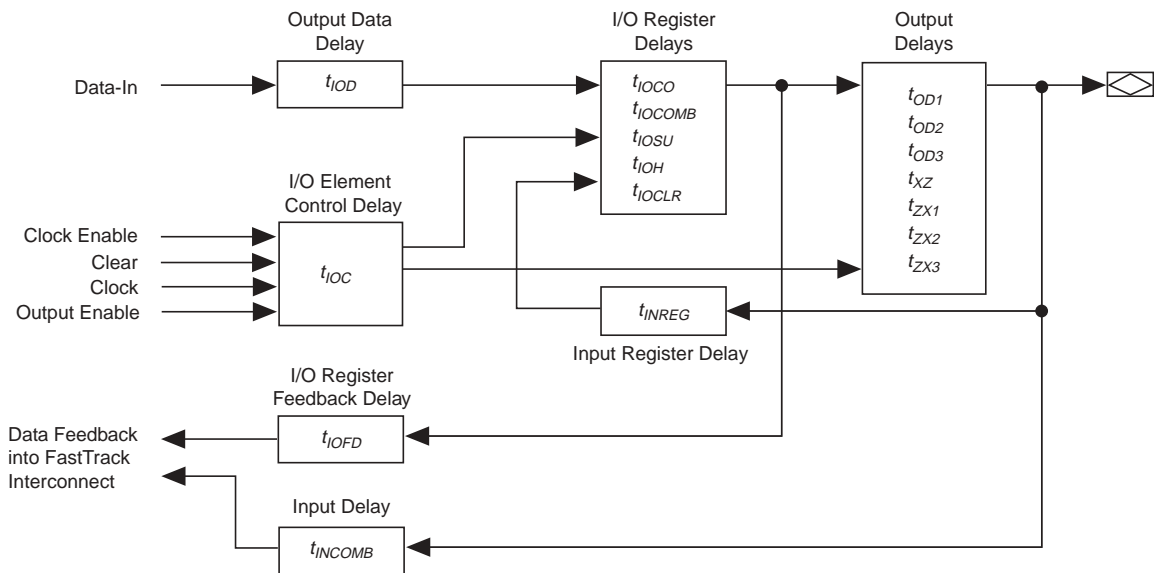 Output Data
Delay
I/O Register
Delays
Output
Delays
Data-In
tIOD
tIOCO
tIOCOMB
tIOSU
tIOH
tIOCLR
tOD1
tOD2
tOD3
tXZ
tZX1
tZX2
tZX3
I/O Element
Control Delay
Clock Enable
Clear
Clock
Output Enable
tIOC
tINREG
Input Register Delay
I/O Register
Feedback Delay
Data Feedback
into FastTrack
Interconnect
tIOFD
Input Delay
tINCOMB